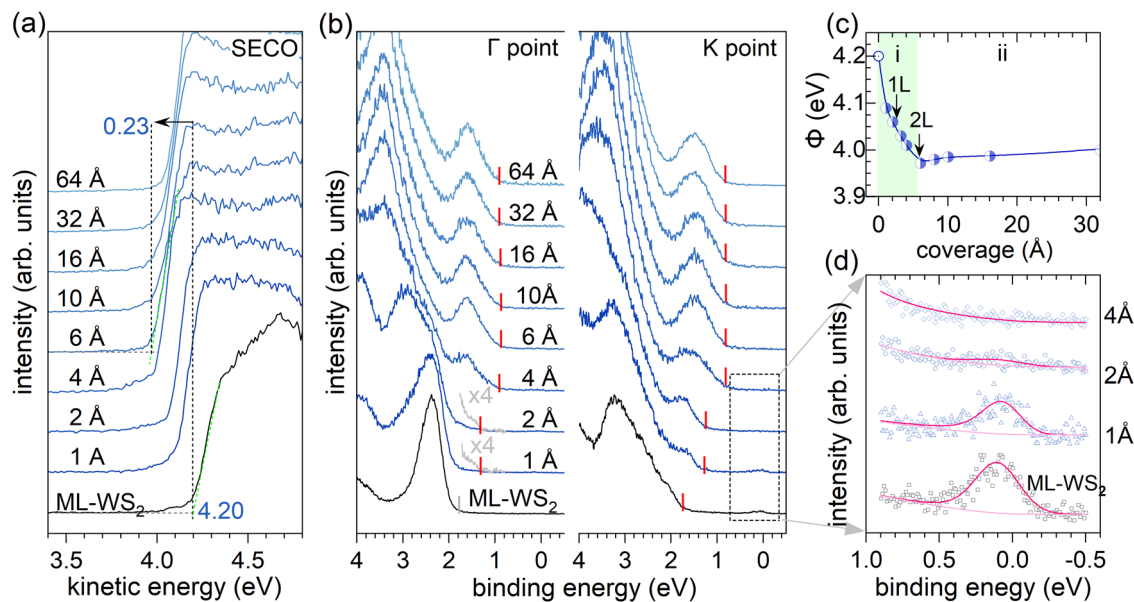 (a)
SECO
0.23
64 Å
32 Å
16 Å
10 Å
6 Å
4 Å
2 Å
1 A
ML-WS₂
4.20
intensity (arb. units)
3.5
4.0
4.5
kinetic energy (eV)
(b)
Γ point
64 Å
32 Å
16 Å
10Å
6 Å
4 Å
x4
2 Å
x4
1 Å
ML-WS₂
intensity (arb. units)
4 3 2 1 0
K point
4 3 2 1 0
binding energy (eV)
(c)
i
ii
1L
2L
4.2
4.1
4.0
3.9
Φ (eV)
0 10 20 30
coverage (Å)
(d)
4Å
2Å
1Å
ML-WS₂
intensity (arb. units)
1.0 0.5 0.0 -0.5
binding energy (eV)